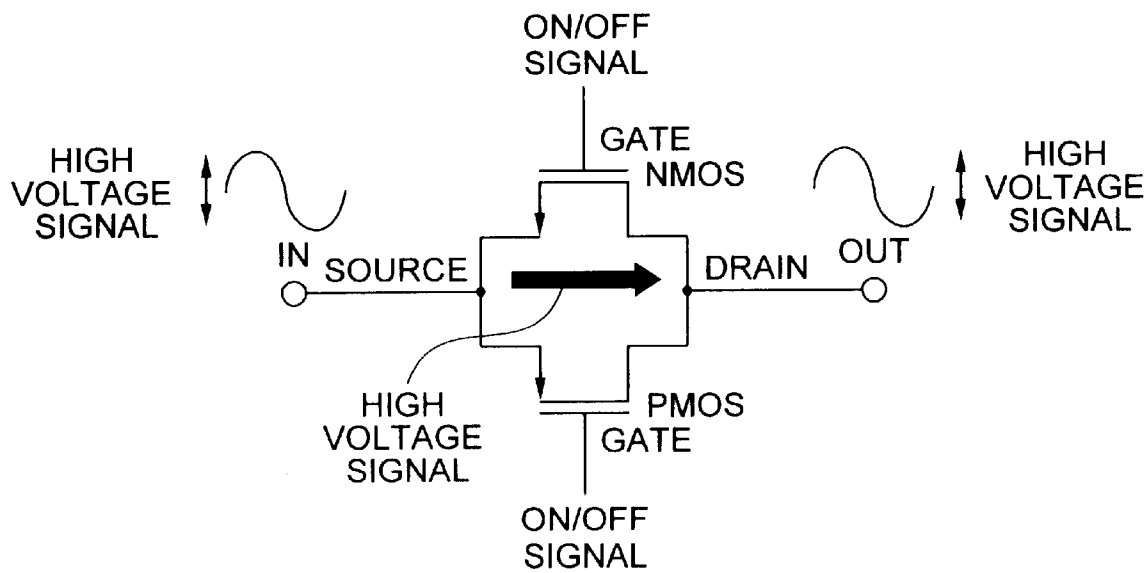 ON/OFF
SIGNAL
GATE
NMOS
HIGH
VOLTAGE
SIGNAL
HIGH
VOLTAGE
SIGNAL
IN
SOURCE
DRAIN
OUT
HIGH
VOLTAGE
SIGNAL
PMOS
GATE
ON/OFF
SIGNAL